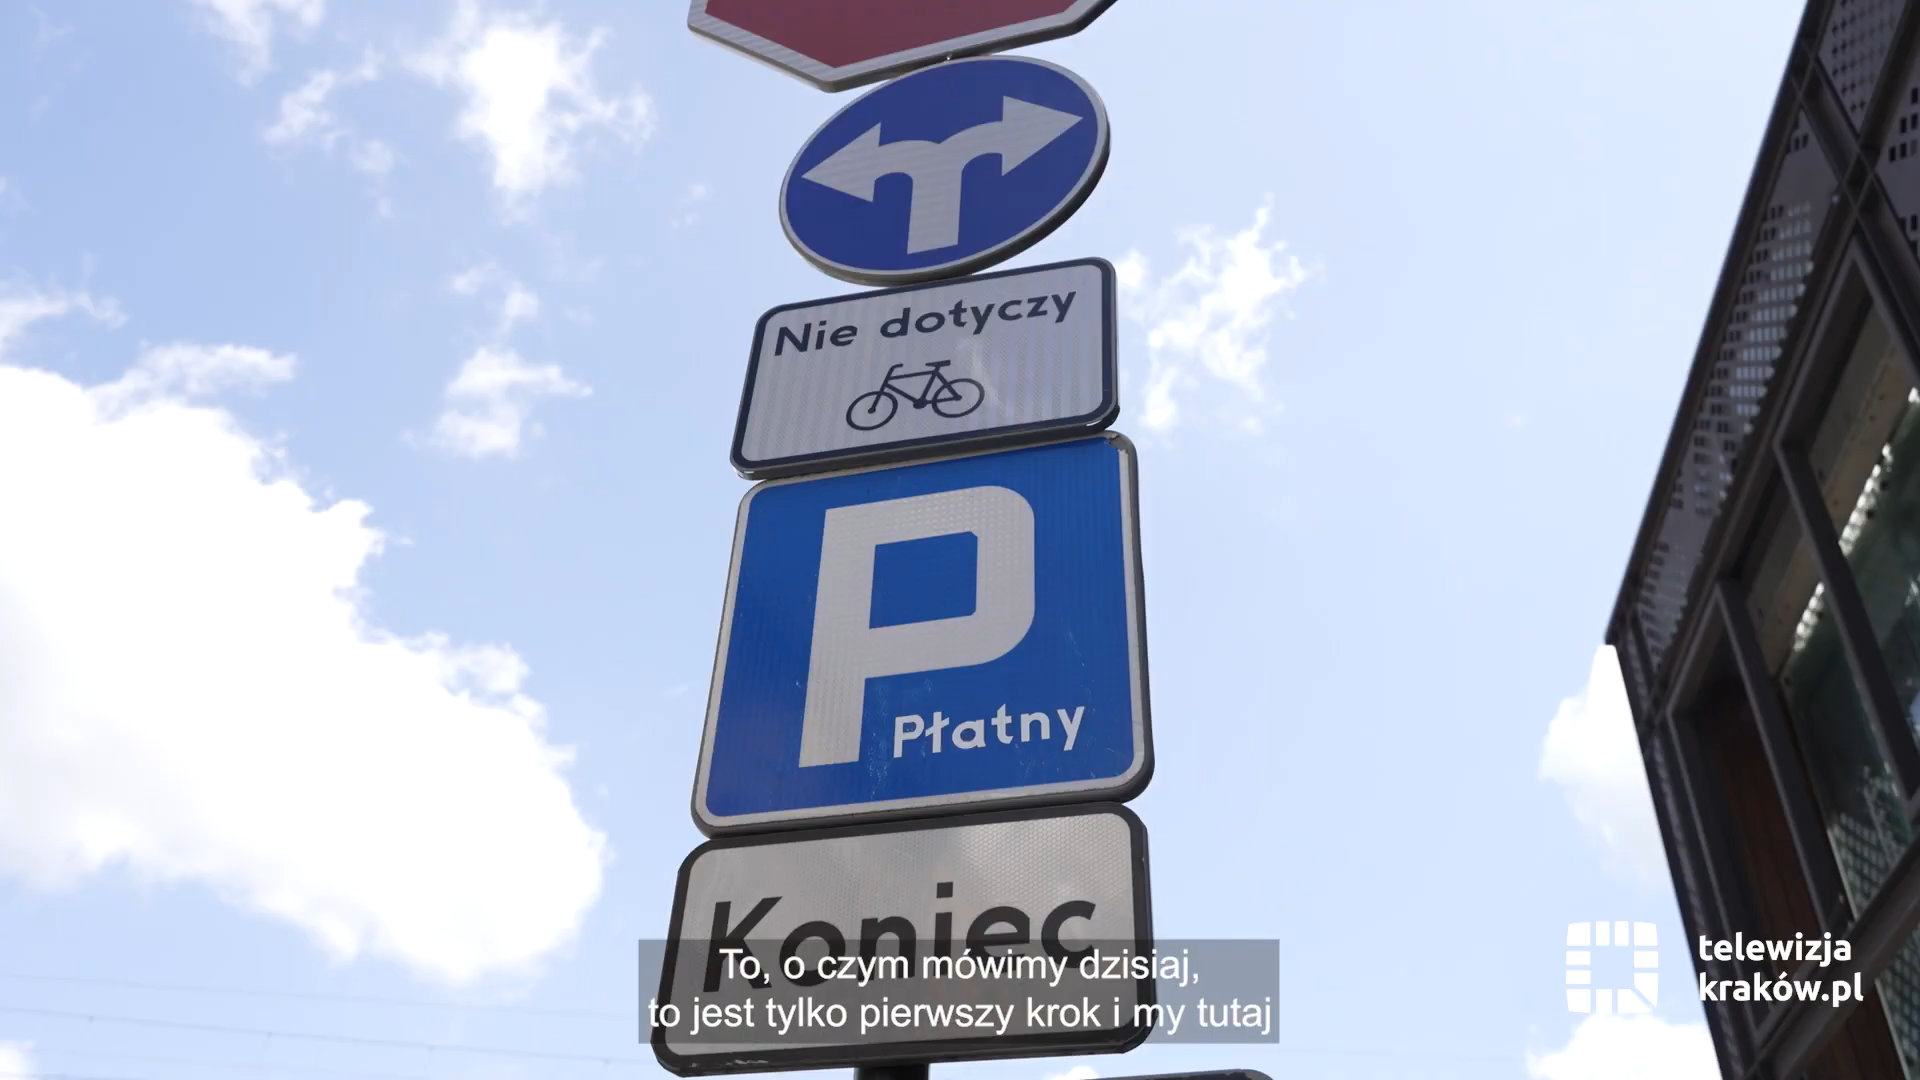 Nie dotyczy
P
Płatny
Koniec
To, o czym mówimy dzisiaj,
to jest tylko pierwszy krok i my tutaj
telewizja
kraków.pl